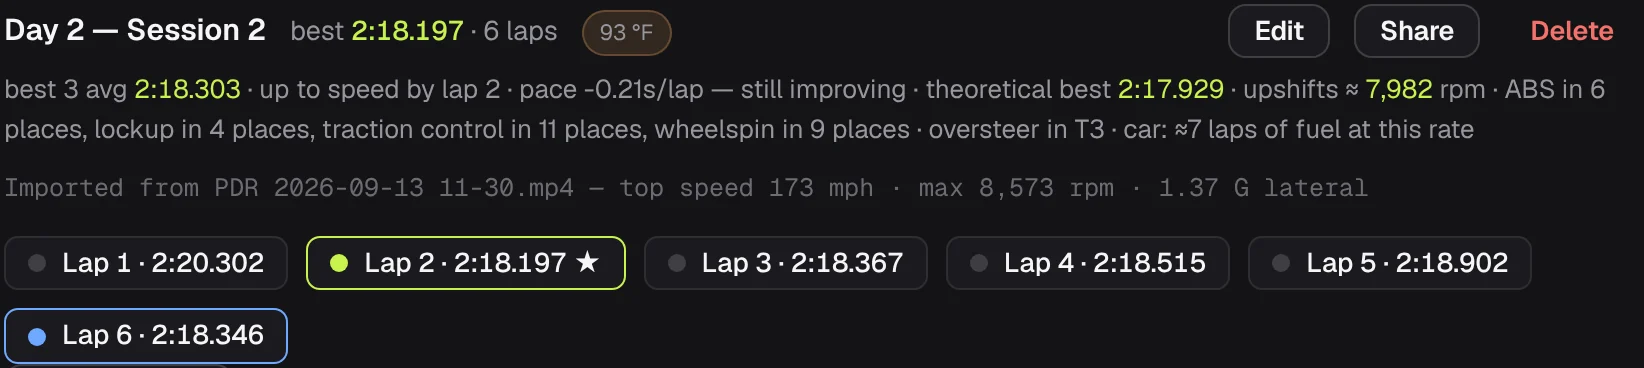 Day 2 — Session 2 best 2:18.197 · 6 laps 93 °F Edit Share Delete
best 3 avg 2:18.303 · up to speed by lap 2 · pace -0.21s/lap — still improving · theoretical best 2:17.929 · upshifts ≈ 7,982 rpm · ABS in 6
places, lockup in 4 places, traction control in 11 places, wheelspin in 9 places · oversteer in T3 · car: ≈7 laps of fuel at this rate
Imported from PDR 2026-09-13 11-30.mp4 — top speed 173 mph · max 8,573 rpm · 1.37 G lateral
Lap 1 · 2:20.302 Lap 2 · 2:18.197 ★ Lap 3 · 2:18.367 Lap 4 · 2:18.515 Lap 5 · 2:18.902
Lap 6 · 2:18.346